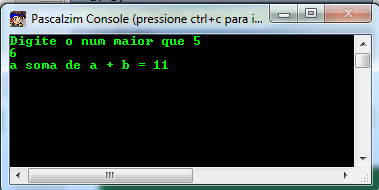 Pascalzim Console (pressione ctrl+c para i...
Digite o num maior que 5
6
a soma de a + b = 11